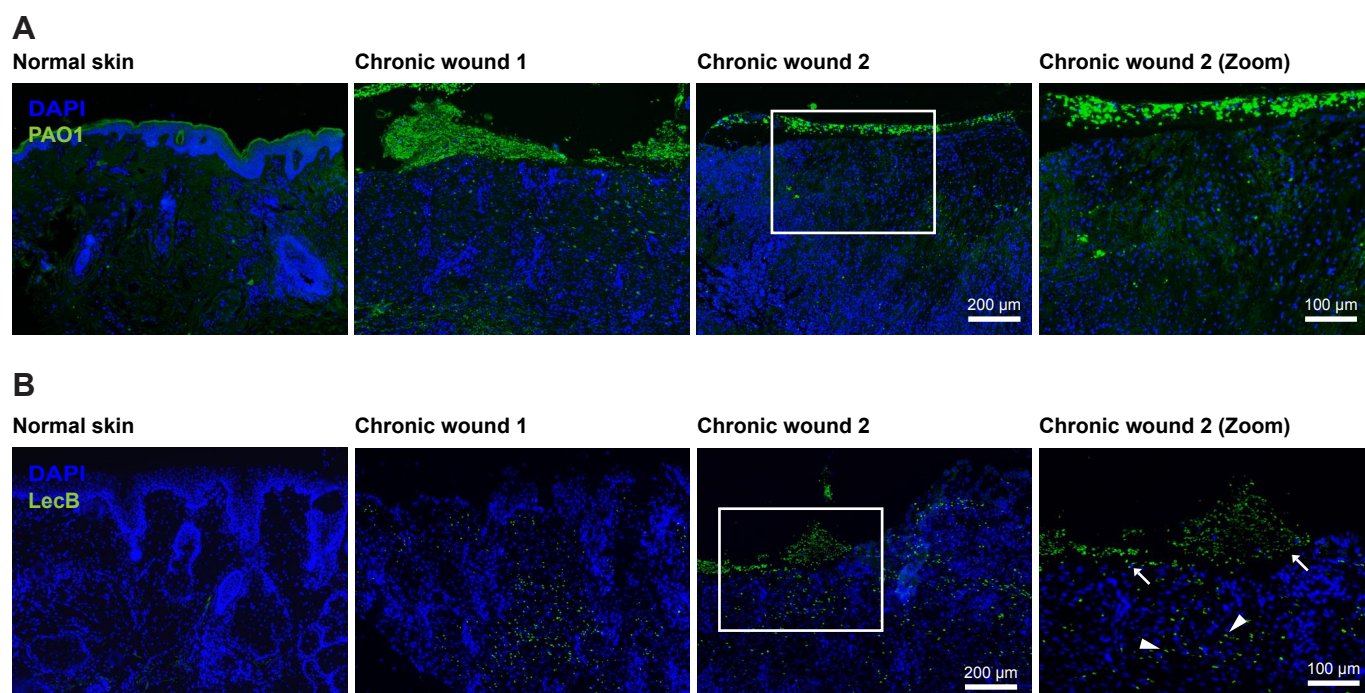 A
Normal skin
Chronic wound 1
Chronic wound 2
Chronic wound 2 (Zoom)
DAPI
PAO1
200 µm
100 µm
B
Normal skin
Chronic wound 1
Chronic wound 2
Chronic wound 2 (Zoom)
DAPI
LecB
200 µm
100 µm